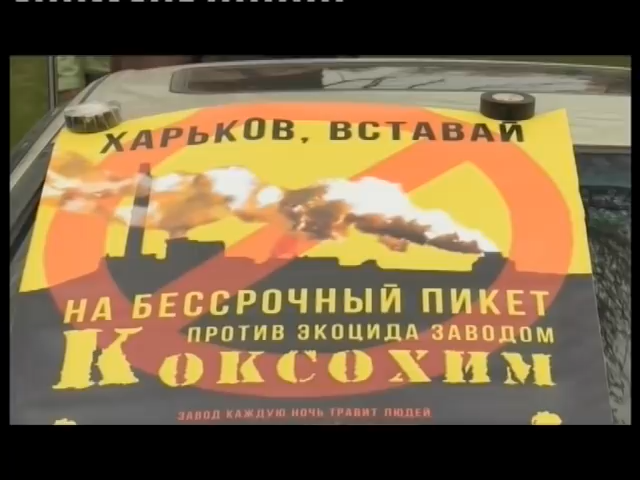 ХАРЬКОВ, ВСТАВАЙ
НА БЕССРОЧНЫЙ ПИКЕТ
ПРОТИВ ЭКОЦИДА ЗАВОДОМ
КОКСОХИМ
ЗАВОД КАЖДУЮ НОЧЬ ТРАВИТ ЛЮДЕЙ